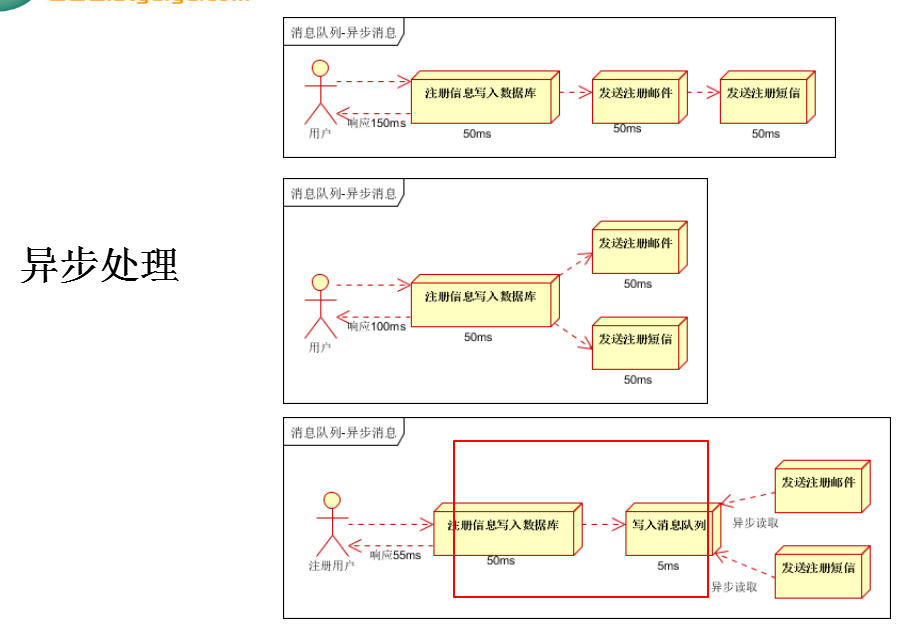 消息队列-异步消息
注册信息写入数据库
发送注册邮件
发送注册短信
响应150ms
用户
50ms
50ms
50ms
消息队列-异步消息
异步处理
发送注册邮件
50ms
注册信息写入数据库
响应100ms
用户
50ms
发送注册短信
50ms
消息队列-异步消息
发送注册邮件
注册信息写入数据库
写入消息队列
异步读取
响应55ms
注册用户
50ms
5ms
发送注册短信
异步读取